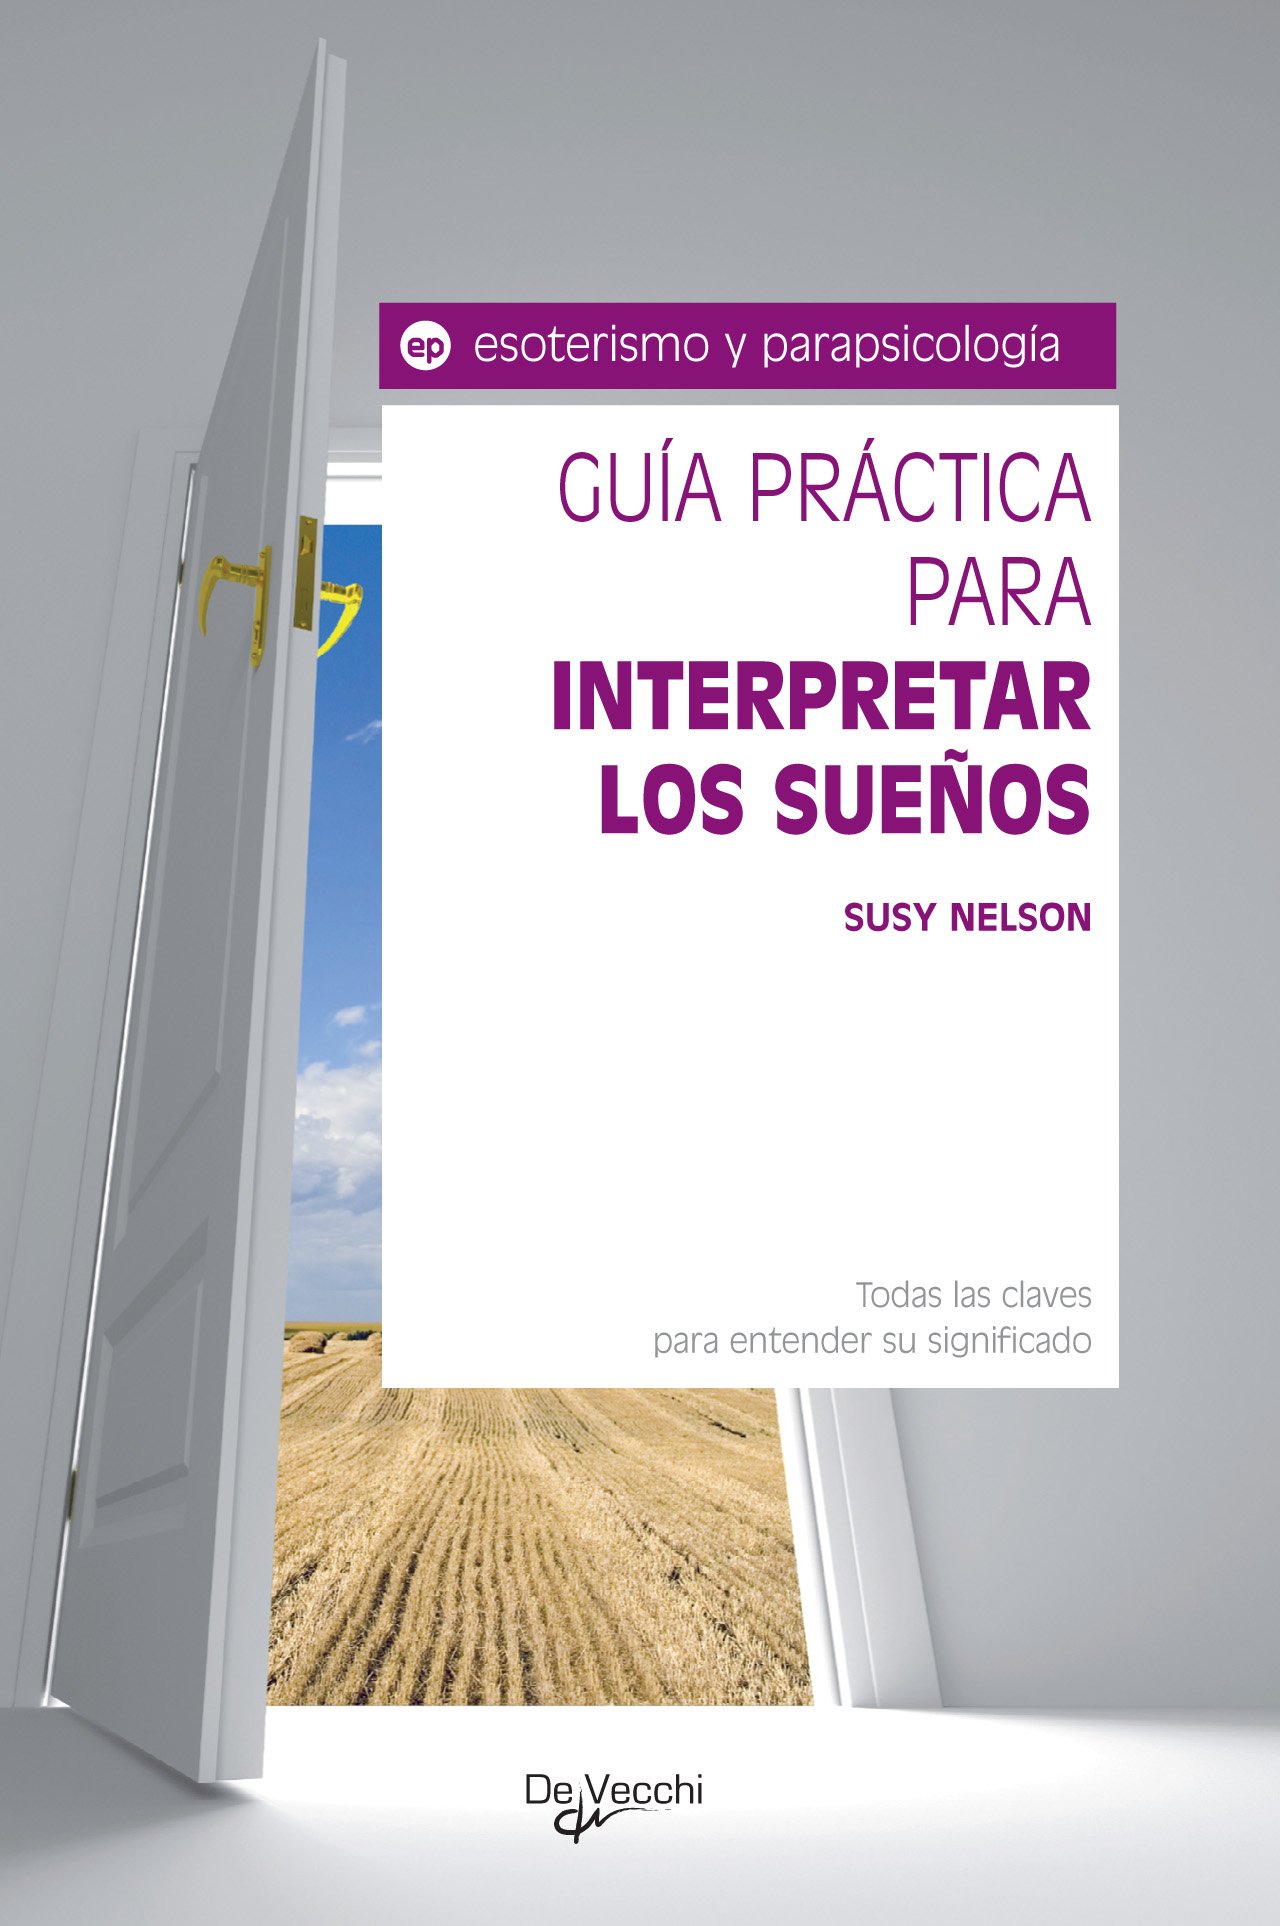 ep esoterismo y parapsicología
GUÍA PRÁCTICA
PARA
INTERPRETAR
LOS SUEÑOS
SUSY NELSON
Todas las claves
para entender su significado
De Vecchi